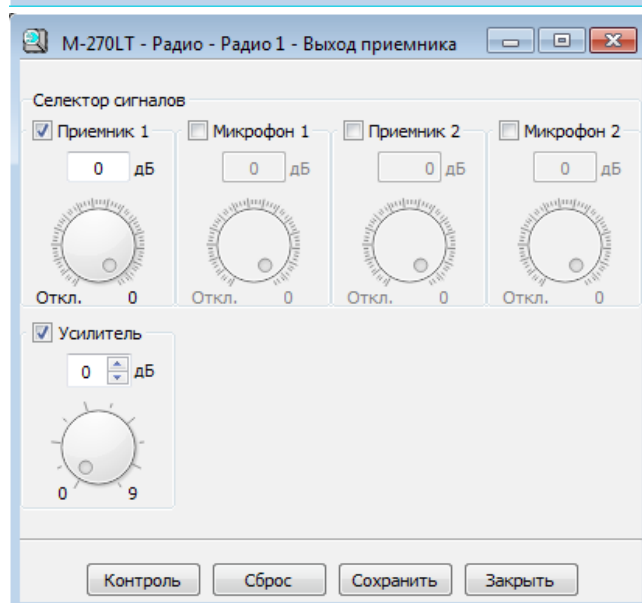 M-270LT - Радио - Радио 1 - Выход приемника
Селектор сигналов
Приемник 1 Микрофон 1 Приемник 2 Микрофон 2
0 дБ 0 дБ 0 дБ 0 дБ
Откл. 0 Откл. 0 Откл. 0 Откл. 0
Усилитель
0 дБ
0 9
Контроль Сброс Сохранить Закрыть